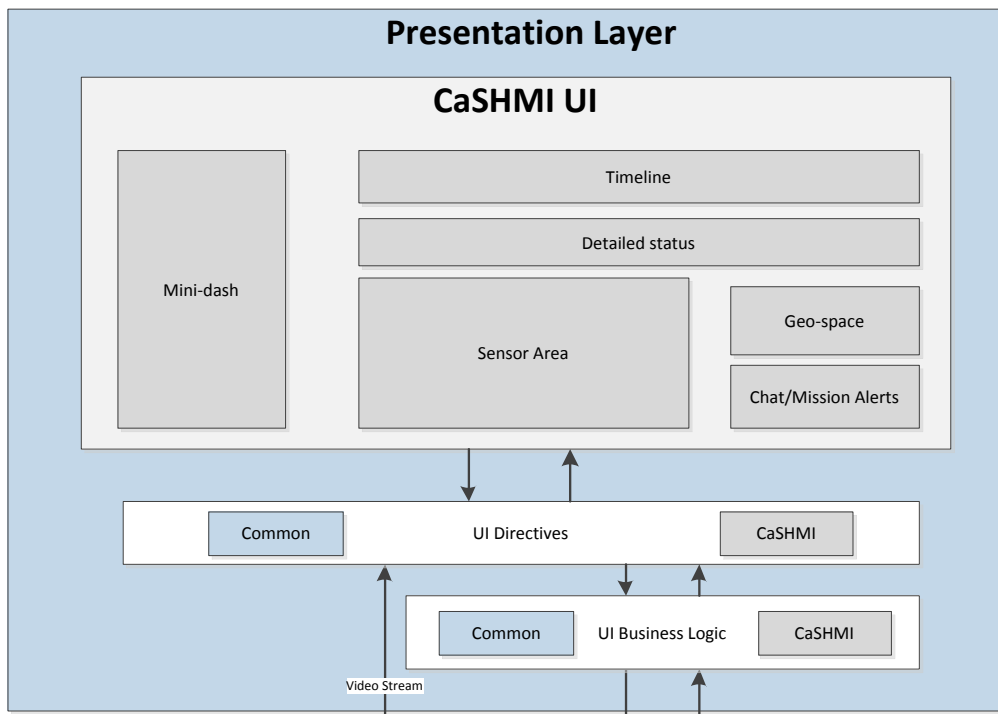 Presentation Layer
CaSHMI UI
Mini-dash
Timeline
Detailed status
Sensor Area
Geo-space
Chat/Mission Alerts
Common
UI Directives
CaSHMI
Common
UI Business Logic
CaSHMI
Video Stream